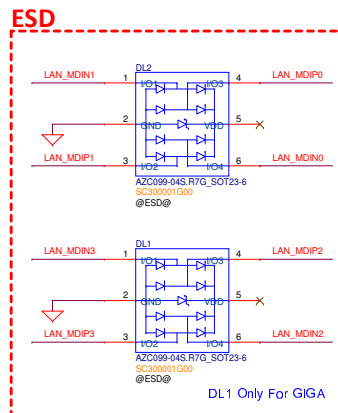 ESD
DL2
LAN_MDIN1 1 I/O1 I/O3 4 LAN_MDIP0
2 GND VDD 5
LAN_MDIP1 3 I/O2 I/O4 6 LAN_MDIN0
AZC099-04S.R7G_SOT23-6
SC300001G00
@ESD@
DL1
LAN_MDIN3 1 I/O1 I/O3 4 LAN_MDIP2
2 GND VDD 5
LAN_MDIP3 3 I/O2 I/O4 6 LAN_MDIN2
AZC099-04S.R7G_SOT23-6
SC300001G00
@ESD@
DL1 Only For GIGA